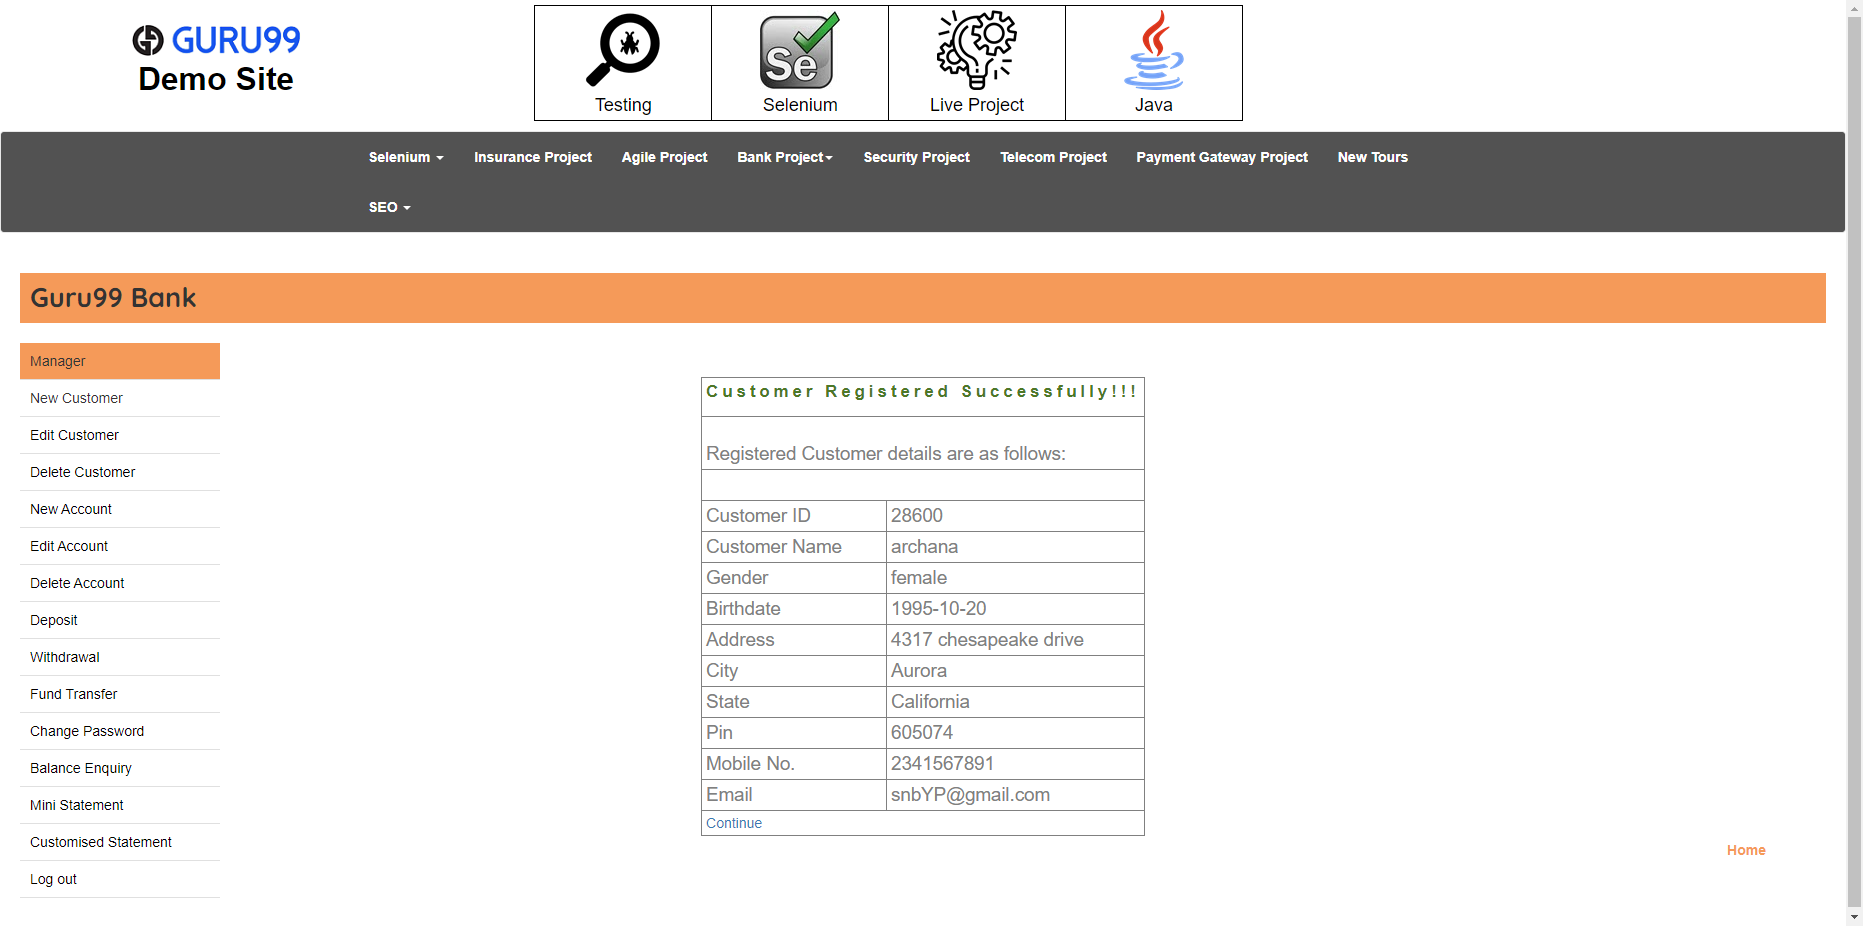 GURU99
Demo Site
Testing
Se
Selenium
Live Project
Java
Selenium
Insurance Project
Agile Project
Bank Project
Security Project
Telecom Project
Payment Gateway Project
New Tours
SEO
Guru99 Bank
Manager
New Customer
Edit Customer
Delete Customer
New Account
Edit Account
Delete Account
Deposit
Withdrawal
Fund Transfer
Change Password
Balance Enquiry
Mini Statement
Customised Statement
Log out
Customer Registered Successfully!!!
Registered Customer details are as follows:
Customer ID 28600
Customer Name archana
Gender female
Birthdate 1995-10-20
Address 4317 chesapeake drive
City Aurora
State California
Pin 605074
Mobile No. 2341567891
Email snbYP@gmail.com
Continue
Home